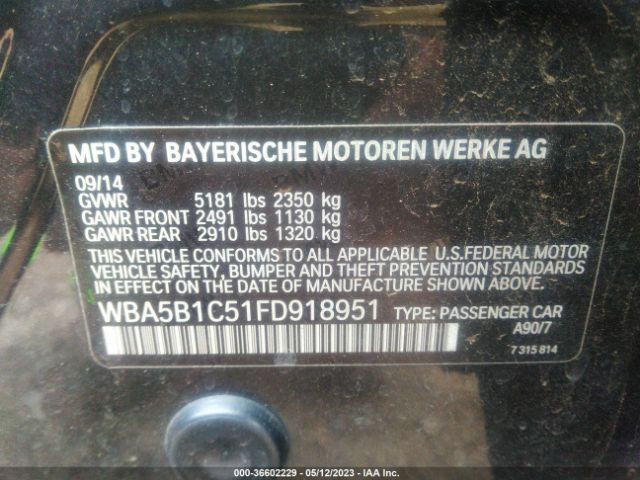 MFD BY BAYERISCHE MOTOREN WERKE AG
09/14
GVWR 5181 lbs 2350 kg
GAWR FRONT 2491 lbs 1130 kg
GAWR REAR 2910 lbs 1320 kg
THIS VEHICLE CONFORMS TO ALL APPLICABLE U.S.FEDERAL MOTOR
VEHICLE SAFETY, BUMPER AND THEFT PREVENTION STANDARDS
IN EFFECT ON THE DATE OF MANUFACTURE SHOWN ABOVE.
WBA5B1C51FD918951 TYPE: PASSENGER CAR
A90/7
7 315 814
000-36602229 - 05/12/2023 - IAA Inc.